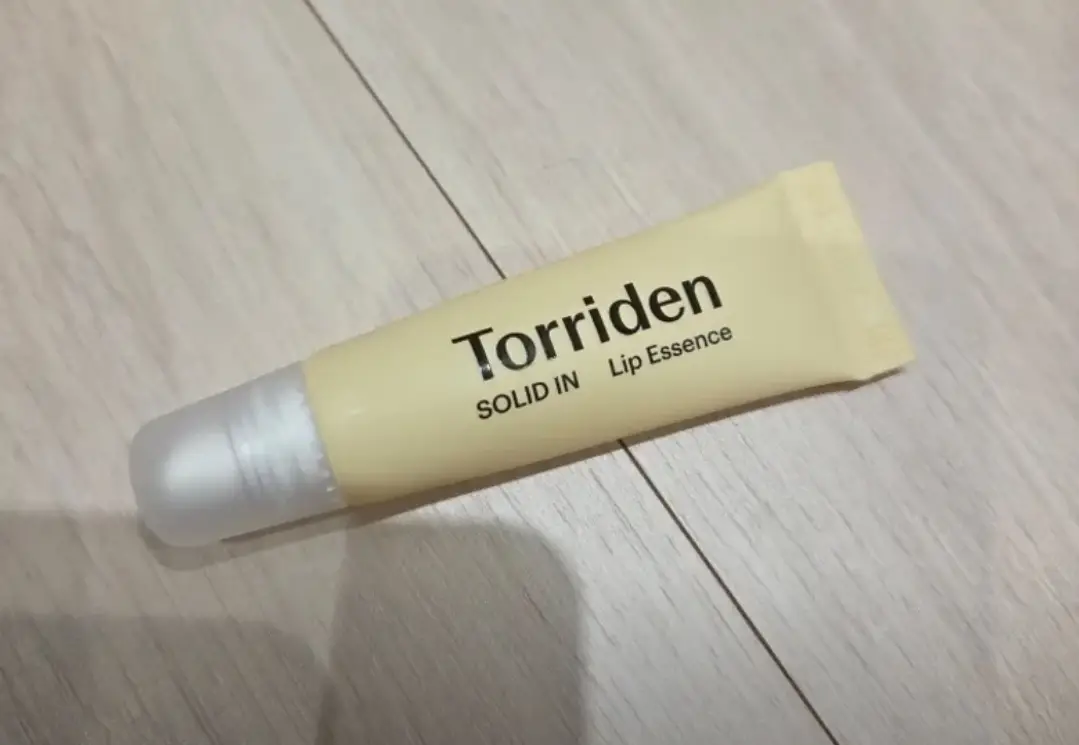 Torriden
SOLID IN Lip Essence